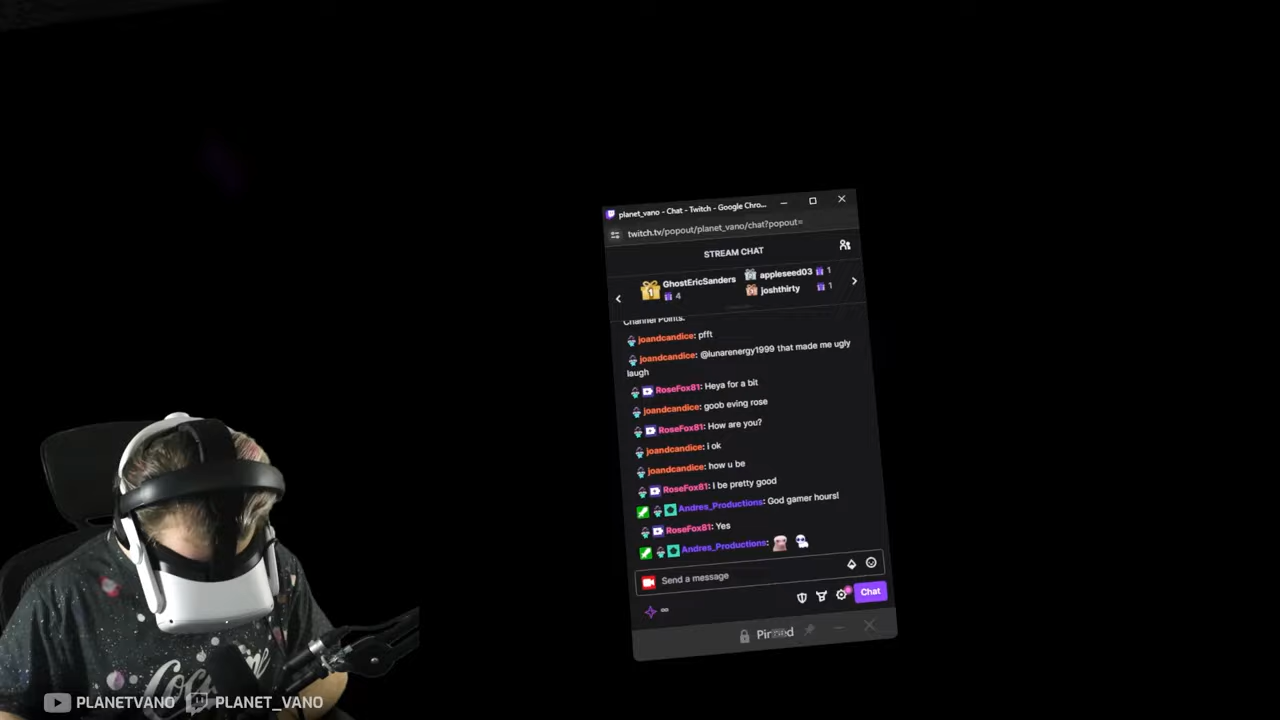 planet_vano - Chat - Twitch - Google Chro...
twitch.tv/popout/planet_vano/chat?popout=
STREAM CHAT
1 GhostEricSanders 4
appleseed03 1
joshthirty 1
Channel Points.
joandcandice: pfft
joandcandice: @lunarenergy1999 that made me ugly
laugh
RoseFox81: Heya for a bit
joandcandice: goob eving rose
RoseFox81: How are you?
joandcandice: i ok
joandcandice: how u be
RoseFox81: I be pretty good
Andres_Productions: God gamer hours!
RoseFox81: Yes
Andres_Productions:
Send a message
∞
Chat
Pinned
PLANETVANO
PLANET_VANO